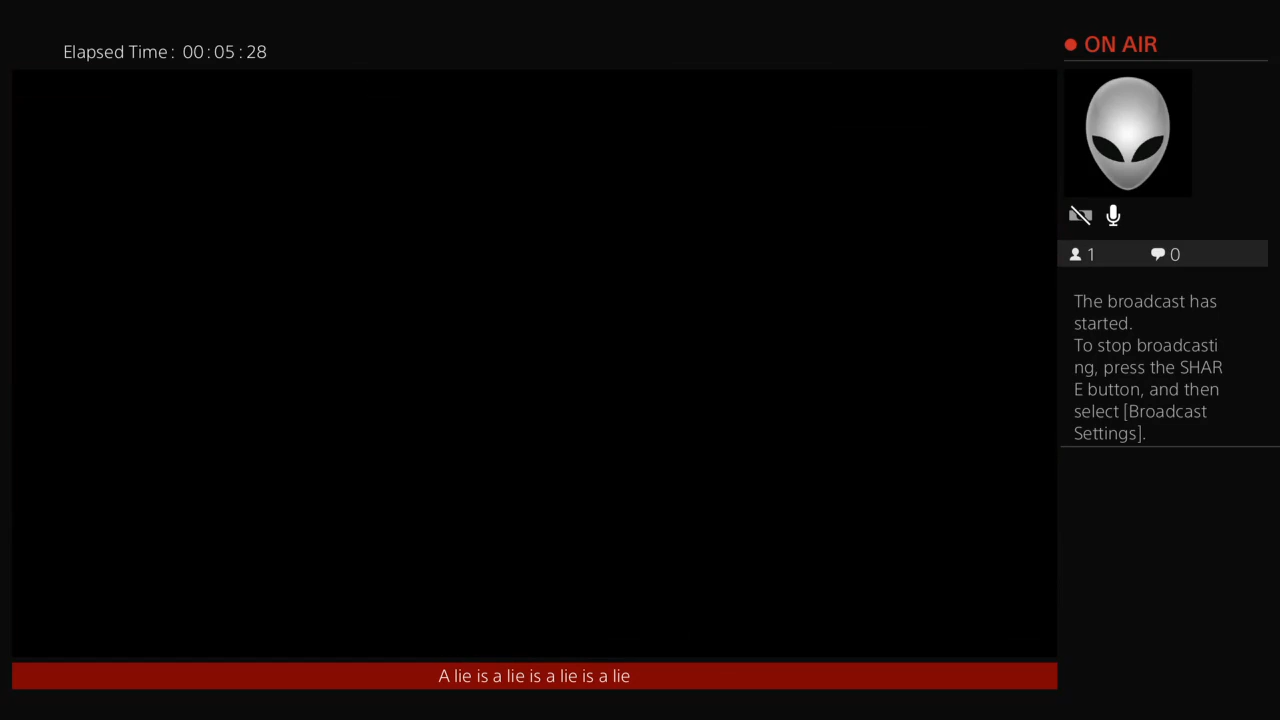 Elapsed Time: 00:05:28
ON AIR
1 0
The broadcast has
started.
To stop broadcasti
ng, press the SHAR
E button, and then
select [Broadcast
Settings].
A lie is a lie is a lie is a lie